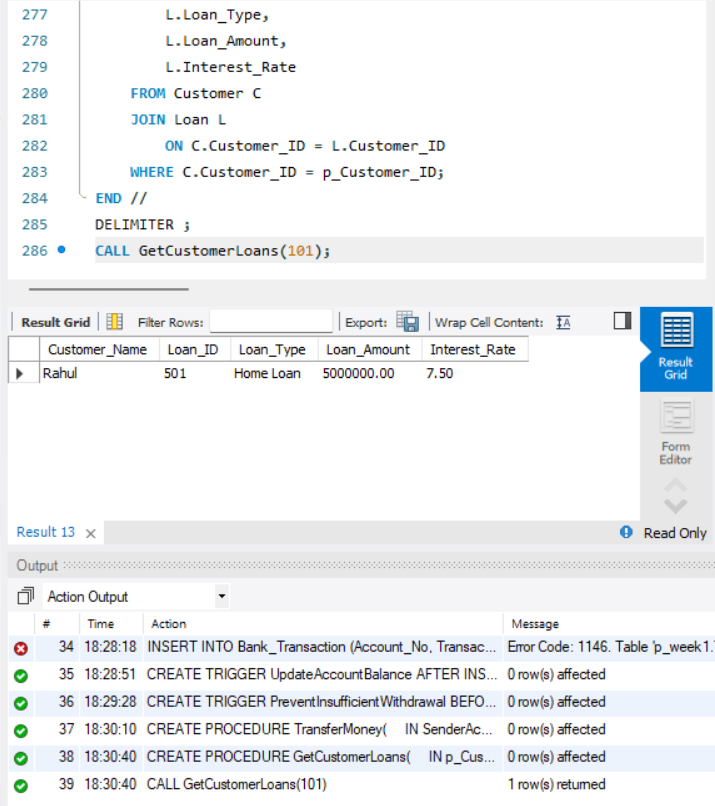 277 L.Loan_Type,
278 L.Loan_Amount,
279 L.Interest_Rate
280 FROM Customer C
281 JOIN Loan L
282 ON C.Customer_ID = L.Customer_ID
283 WHERE C.Customer_ID = p_Customer_ID;
284 END //
285 DELIMITER ;
286 CALL GetCustomerLoans(101);
Result Grid Filter Rows: Export: Wrap Cell Content: IA
Customer_Name Loan_ID Loan_Type Loan_Amount Interest_Rate
Rahul 501 Home Loan 5000000.00 7.50
Result Grid
Form Editor
Result 13 × Read Only
Output
Action Output
# Time Action Message
34 18:28:18 INSERT INTO Bank_Transaction (Account_No, Transac... Error Code: 1146. Table 'p_week1.
35 18:28:51 CREATE TRIGGER UpdateAccountBalance AFTER INS... 0 row(s) affected
36 18:29:28 CREATE TRIGGER PreventInsufficientWithdrawal BEFO... 0 row(s) affected
37 18:30:10 CREATE PROCEDURE TransferMoney( IN SenderAc... 0 row(s) affected
38 18:30:40 CREATE PROCEDURE GetCustomerLoans( IN p_Cus... 0 row(s) affected
39 18:30:40 CALL GetCustomerLoans(101) 1 row(s) returned